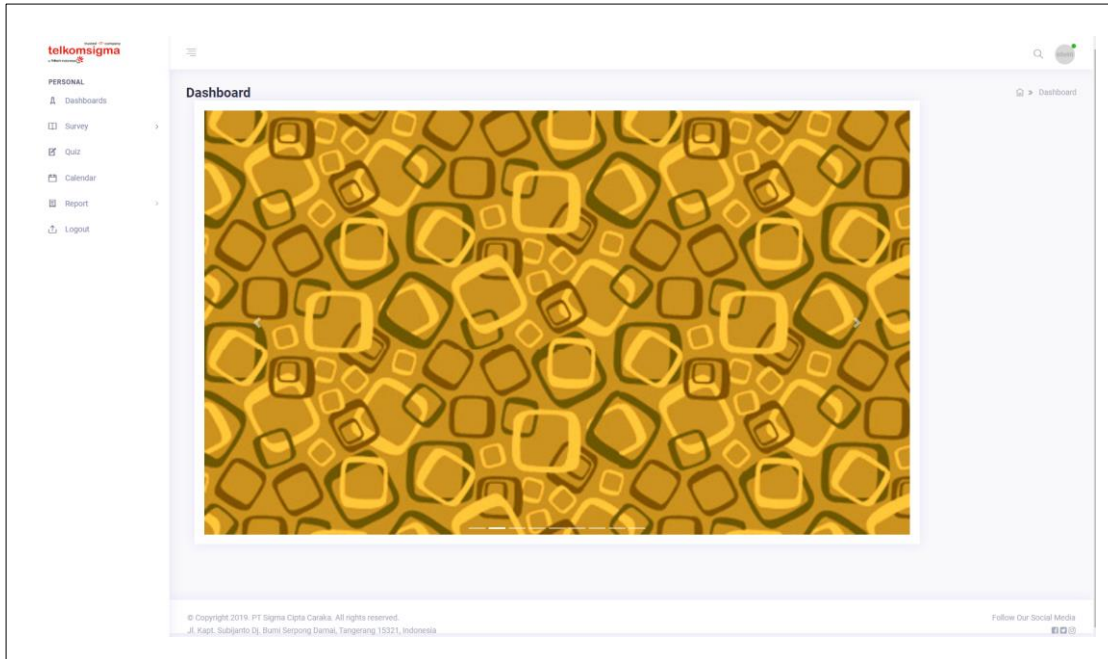 telkomsigma
PERSONAL
Dashboards
Survey
Quiz
Calendar
Report
Logout
Dashboard
» Dashboard
© Copyright 2019. PT Sigma Cipta Caraka. All rights reserved.
Jl. Kapt. Subijanto Dj. Bumi Serpong Damai, Tangerang 15321, Indonesia
Follow Our Social Media